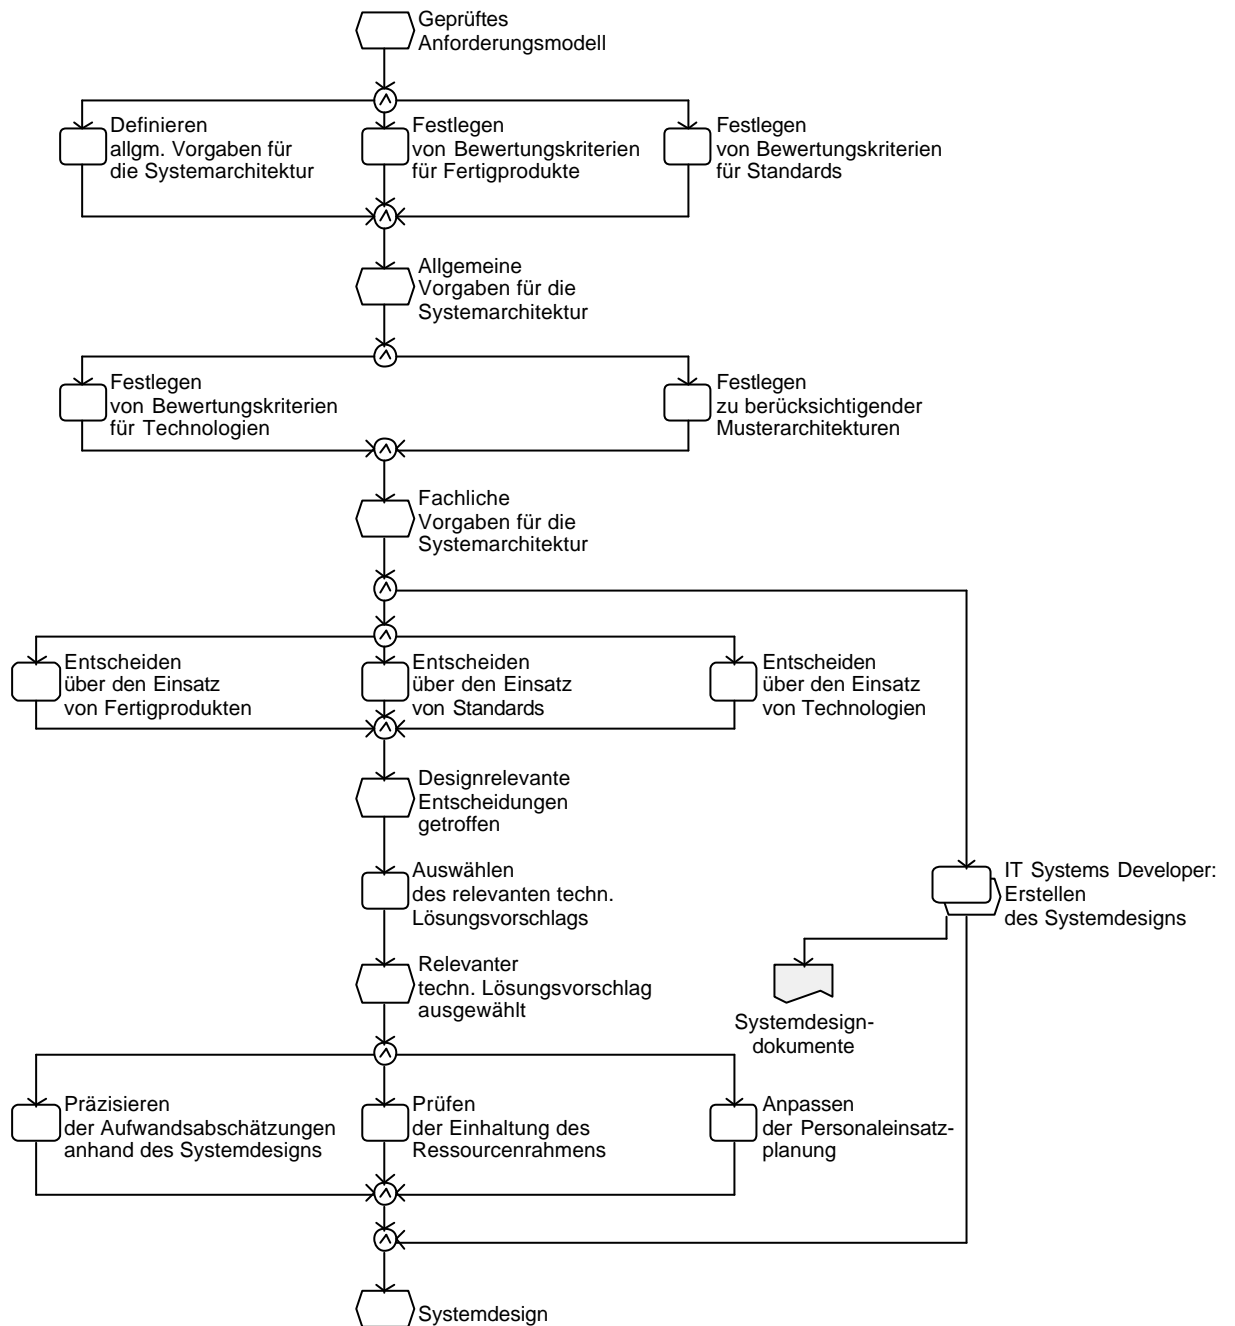 Geprüftes
Anforderungsmodell
Definieren
allgm. Vorgaben für
die Systemarchitektur
Festlegen
von Bewertungskriterien
für Fertigprodukte
Festlegen
von Bewertungskriterien
für Standards
Allgemeine
Vorgaben für die
Systemarchitektur
Festlegen
von Bewertungskriterien
für Technologien
Festlegen
zu berücksichtigender
Musterarchitekturen
Fachliche
Vorgaben für die
Systemarchitektur
Entscheiden
über den Einsatz
von Fertigprodukten
Entscheiden
über den Einsatz
von Standards
Entscheiden
über den Einsatz
von Technologien
Designrelevante
Entscheidungen
getroffen
Auswählen
des relevanten techn.
Lösungsvorschlags
IT Systems Developer:
Erstellen
des Systemdesigns
Relevanter
techn. Lösungsvorschlag
ausgewählt
Systemdesign-
dokumente
Präzisieren
der Aufwandsabschätzungen
anhand des Systemdesigns
Prüfen
der Einhaltung des
Ressourcenrahmens
Anpassen
der Personaleinsatz-
planung
Systemdesign